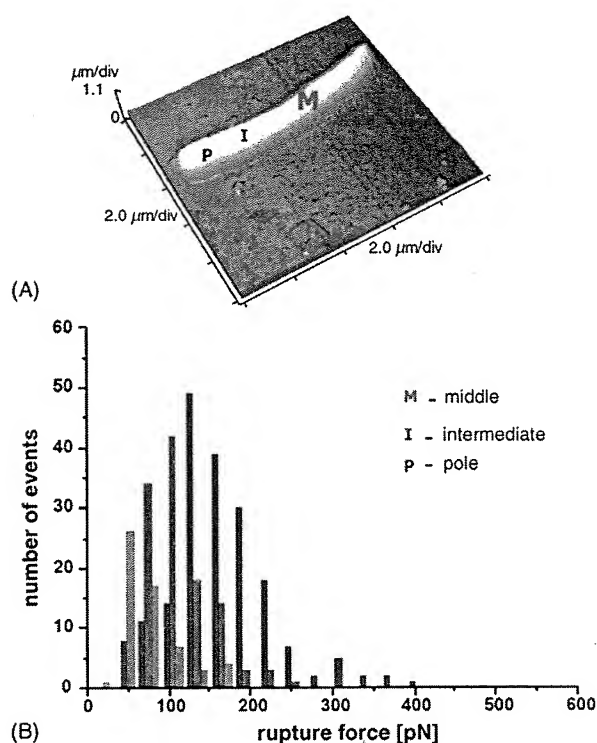 µm/div
1.1
0
M
I
P
2.0 µm/div
2.0 µm/div
(A)
60
50
40
30
20
10
0
number of events
M - middle
I - intermediate
P - pole
0 100 200 300 400 500 600
rupture force [pN]
(B)